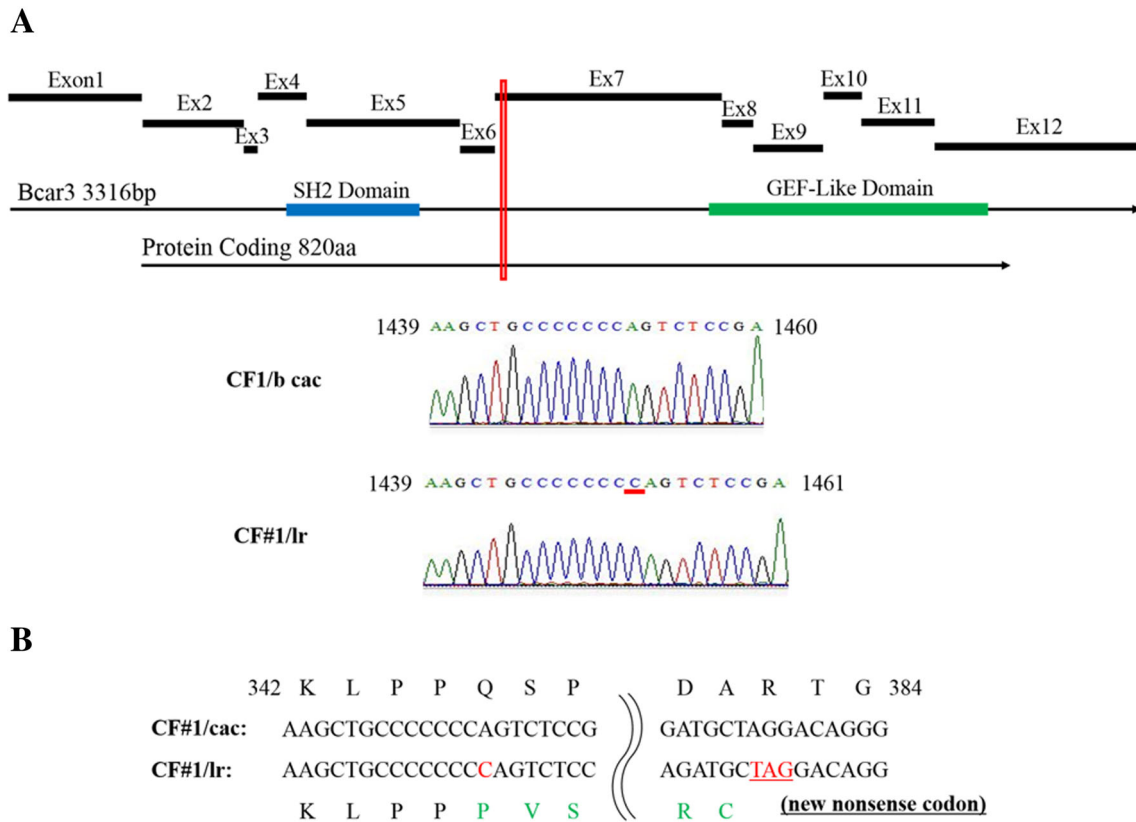 A
Exon1 Ex2 Ex3 Ex4 Ex5 Ex6 Ex7 Ex8 Ex9 Ex10 Ex11 Ex12
Bcar3 3316bp SH2 Domain GEF-Like Domain
Protein Coding 820aa
1439 AAGCTGCCCCCCCAGTCTCCGA 1460
CF1/b cac
1439 AAGCTGCCCCCCCCAGTCTCCGA 1461
CF#1/lr
B
342 K L P P Q S P D A R T G 384
CF#1/cac: AAGCTGCCCCCCCAGTCTCCG GATGCTAGGACAGGG
CF#1/lr: AAGCTGCCCCCCCCAGTCTCC AGATGCTAGGACAGG
K L P P P V S R C (new nonsense codon)